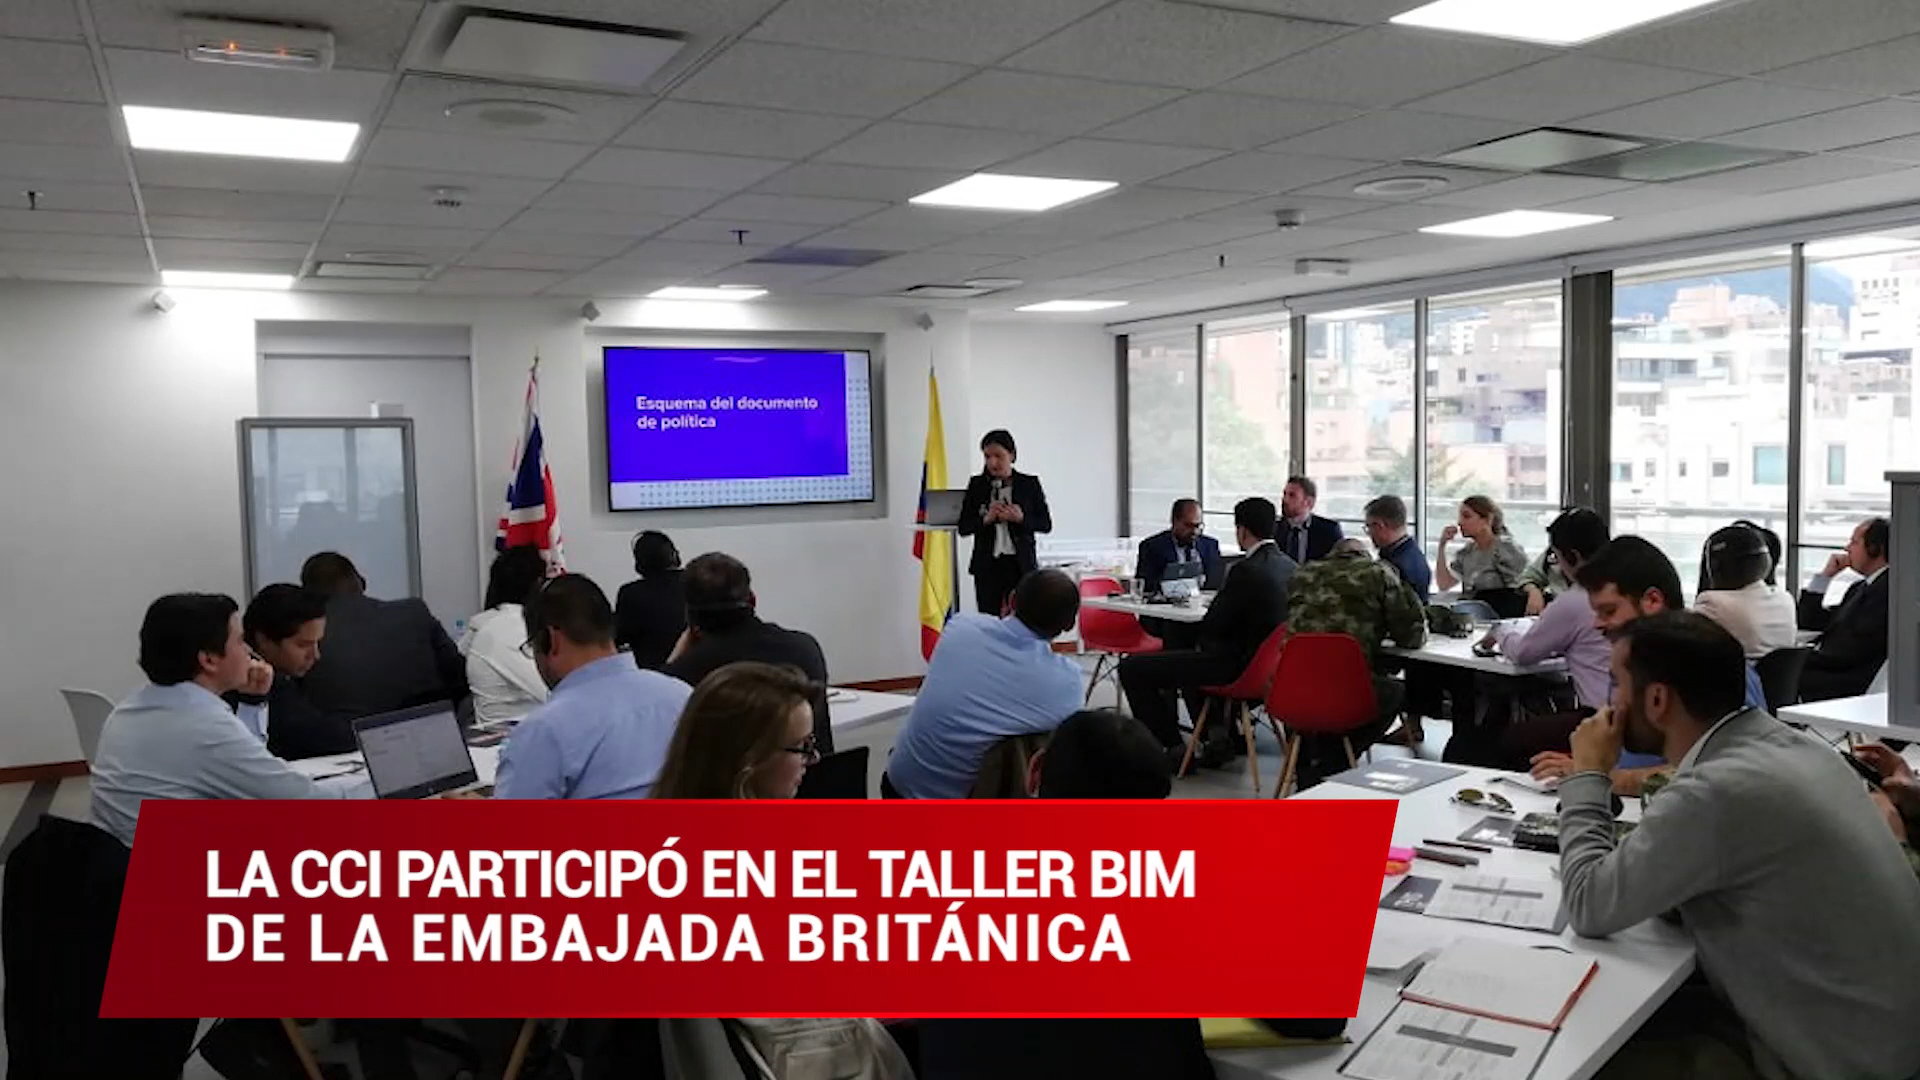 Esquema del documento
de política
LA CCI PARTICIPÓ EN EL TALLER BIM
DE LA EMBAJADA BRITÁNICA